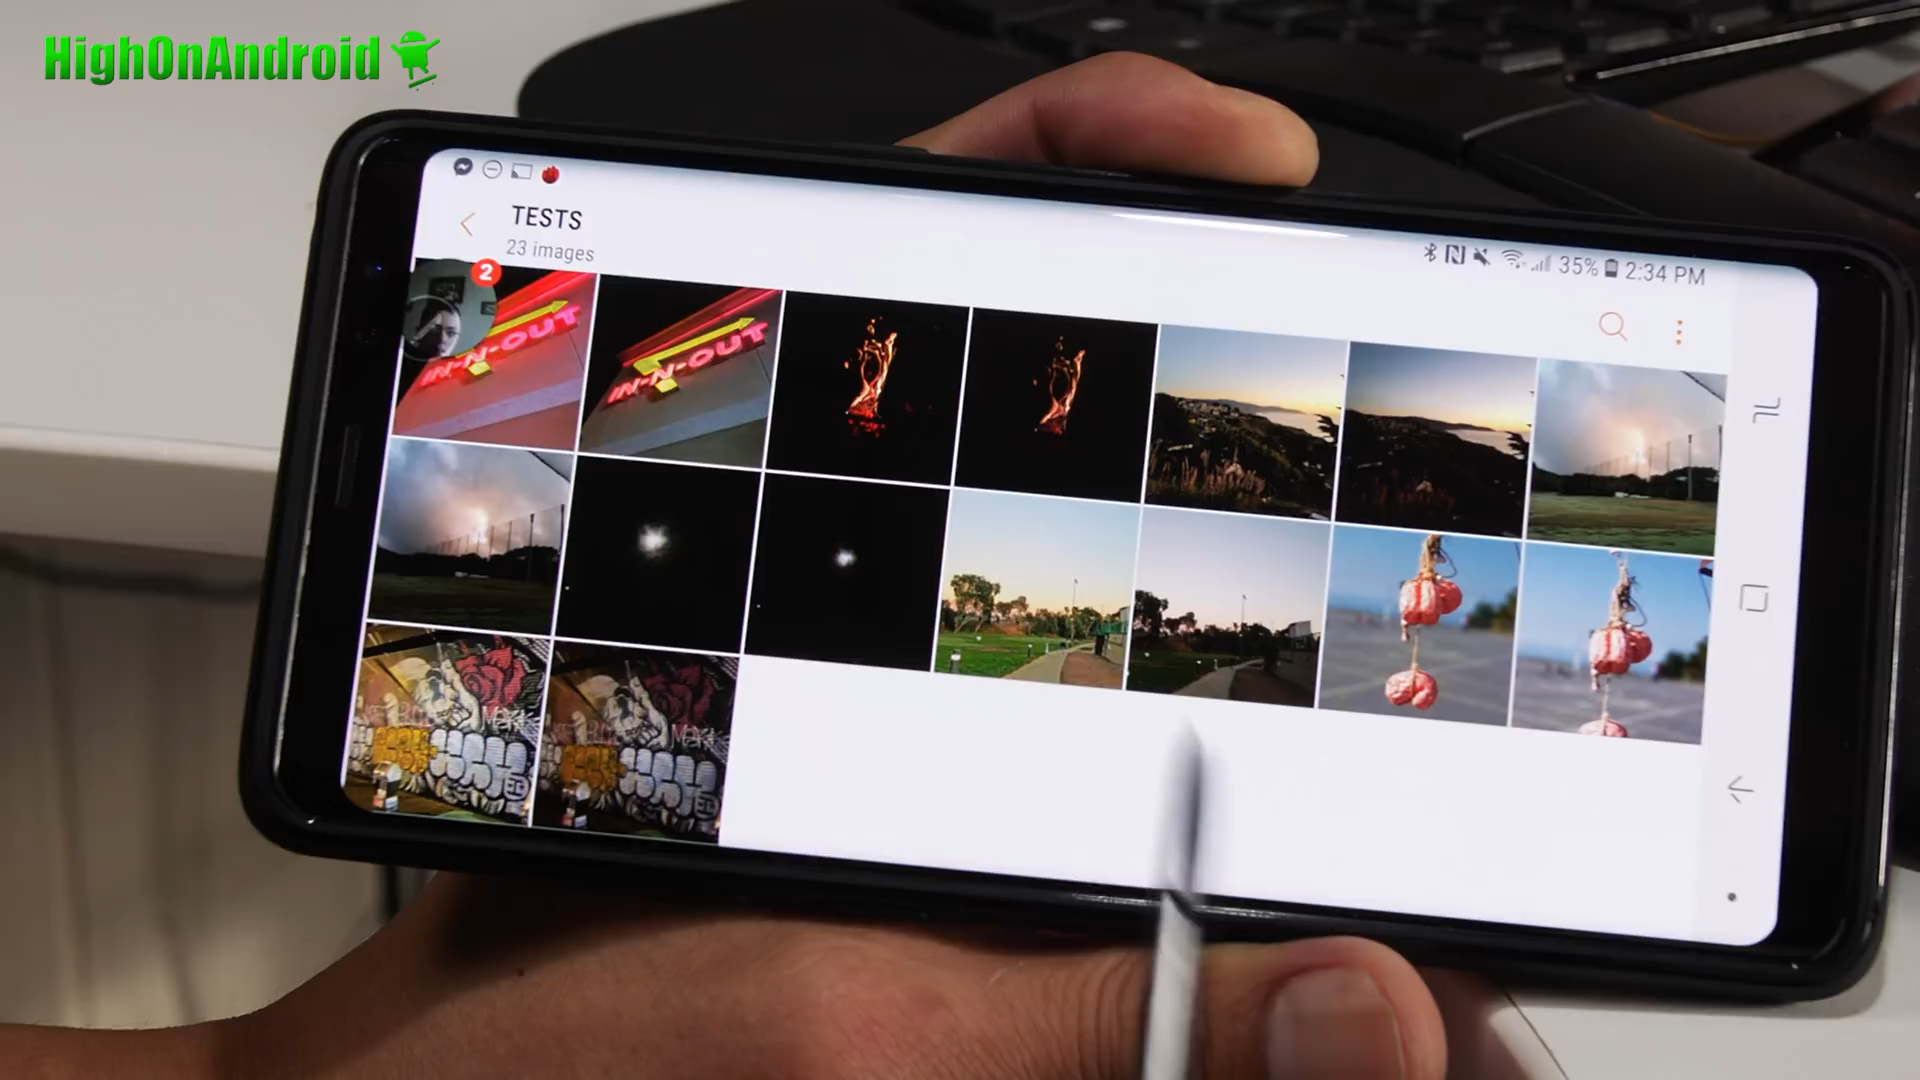 HighOnAndroid
TESTS
23 images
35% 2:34 PM
2
IN-N-OUT
IN-N-OUT